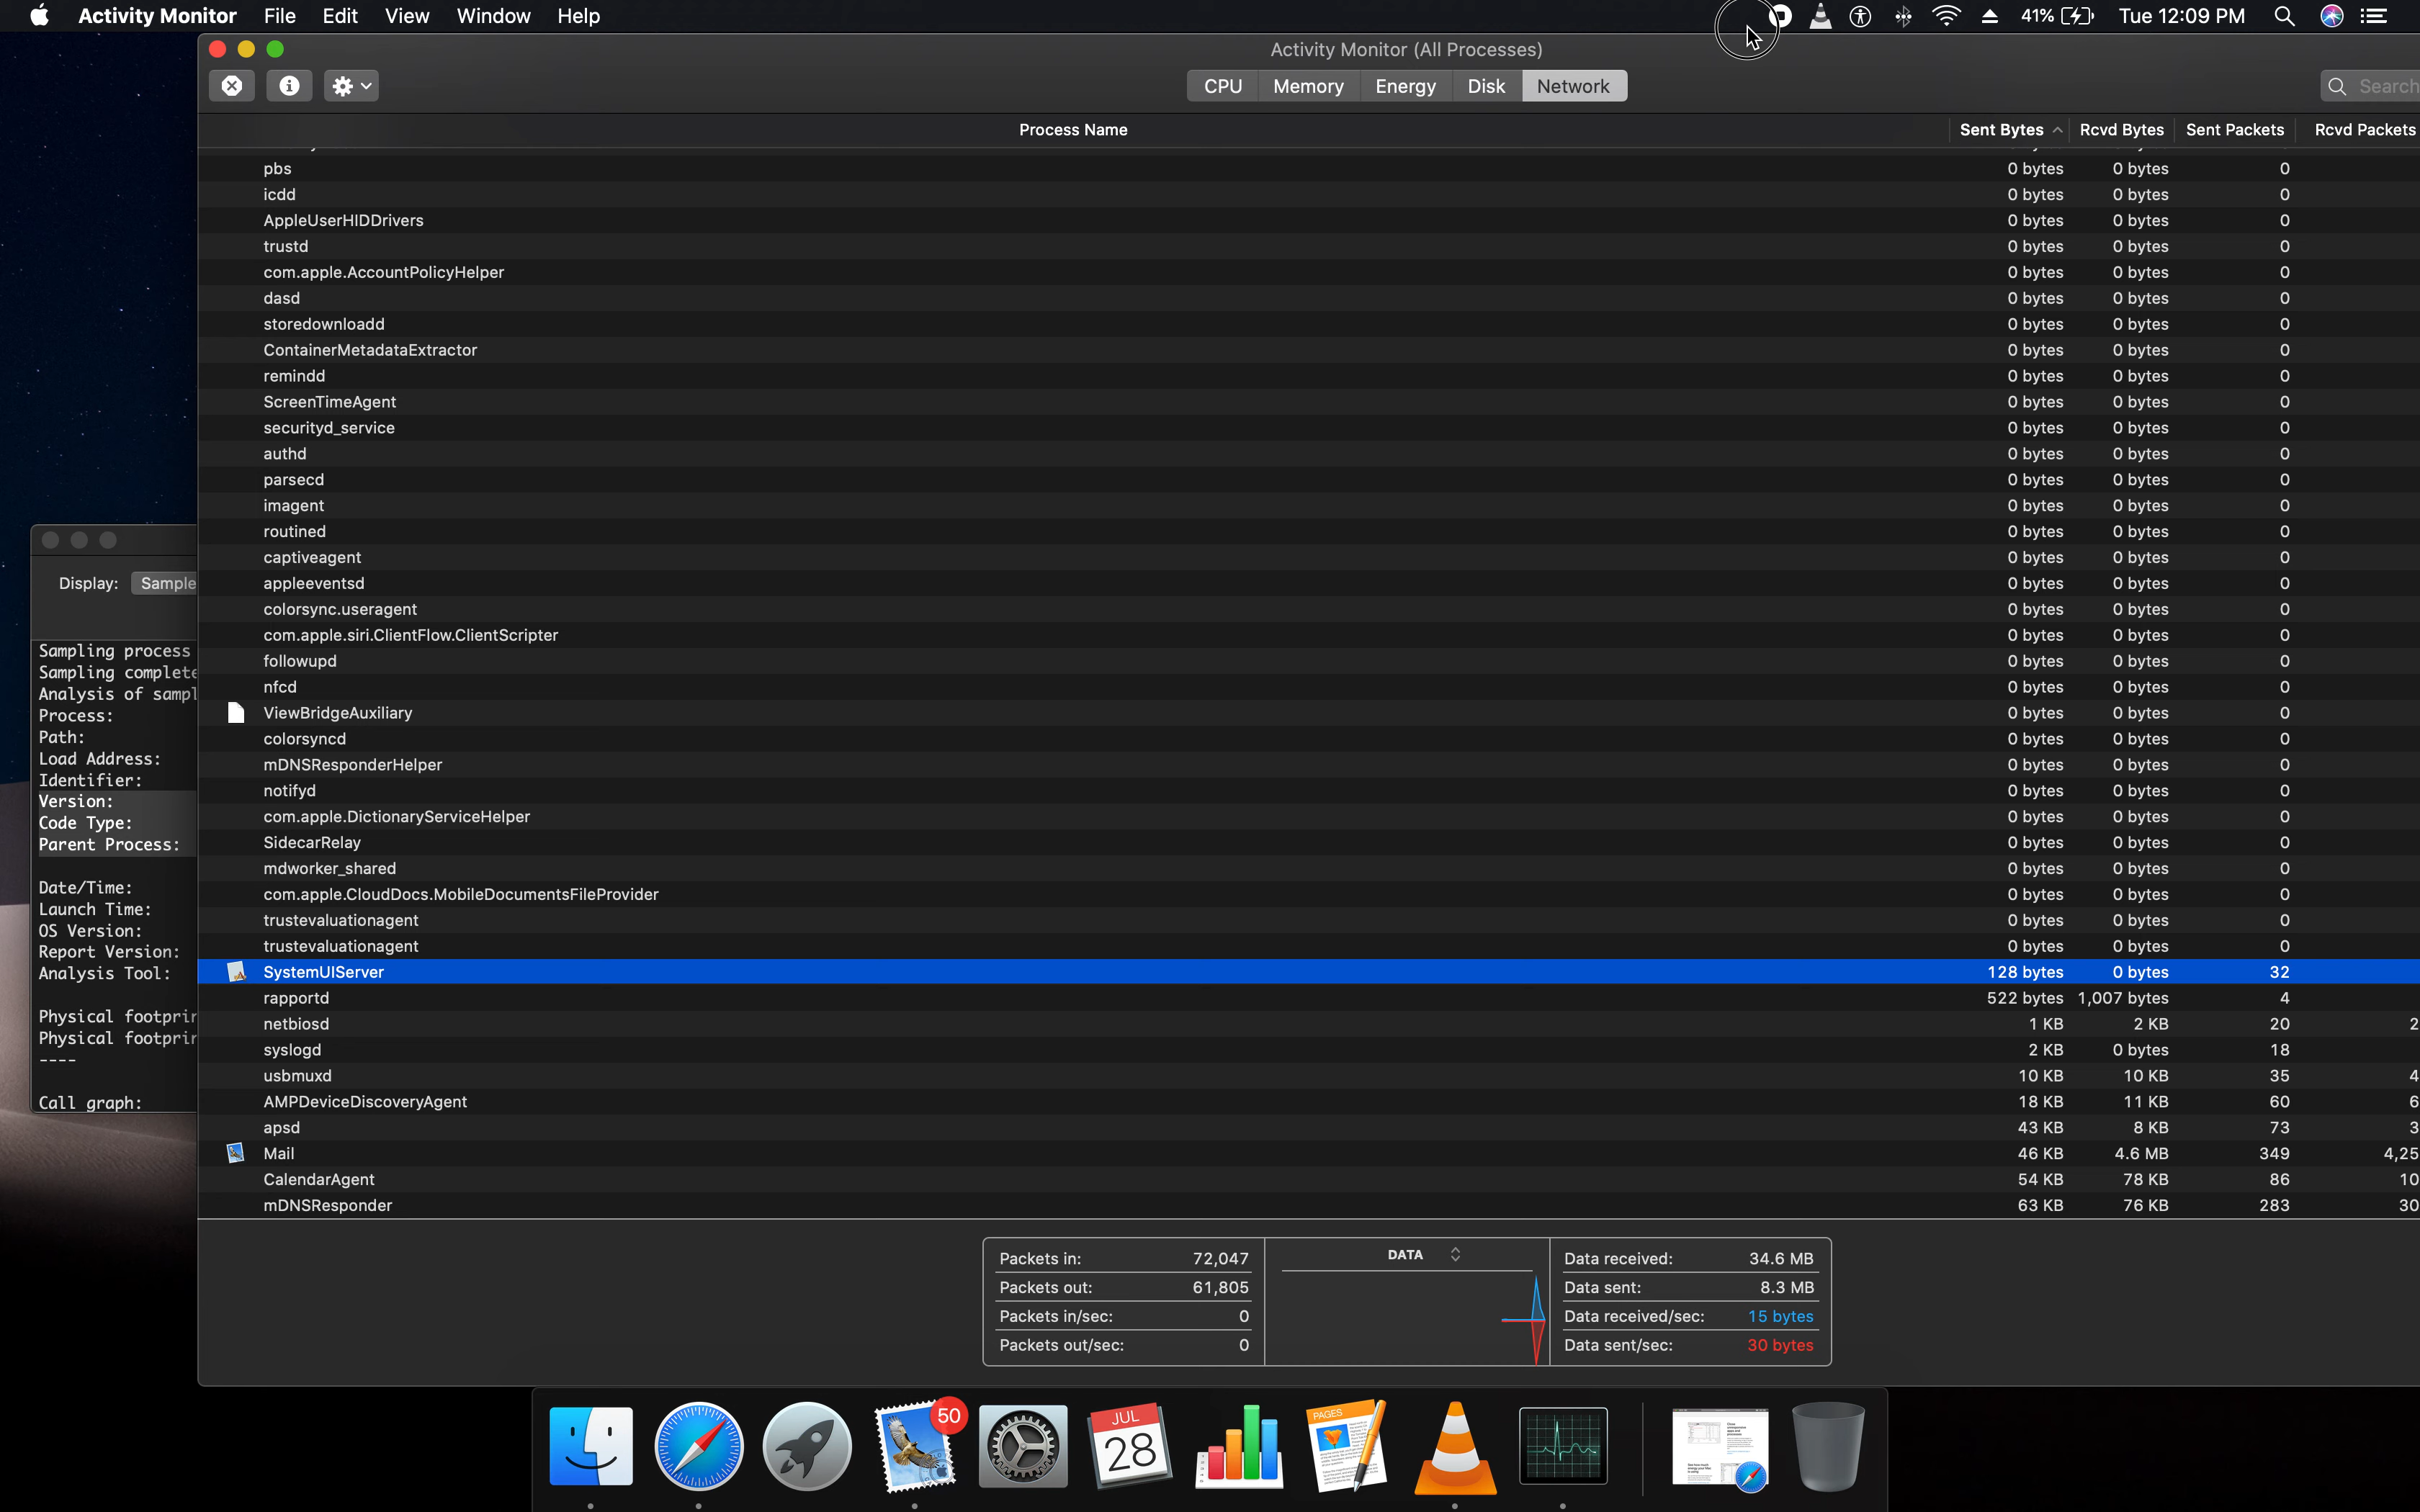 Activity Monitor File Edit View Window Help 41% Tue 12:09 PM
Activity Monitor (All Processes)
CPU Memory Energy Disk Network Search
Process Name Sent Bytes Rcvd Bytes Sent Packets Rcvd Packets
pbs 0 bytes 0 bytes 0
icdd 0 bytes 0 bytes 0
AppleUserHIDDrivers 0 bytes 0 bytes 0
trustd 0 bytes 0 bytes 0
com.apple.AccountPolicyHelper 0 bytes 0 bytes 0
dasd 0 bytes 0 bytes 0
storedownloadd 0 bytes 0 bytes 0
ContainerMetadataExtractor 0 bytes 0 bytes 0
remindd 0 bytes 0 bytes 0
ScreenTimeAgent 0 bytes 0 bytes 0
securityd_service 0 bytes 0 bytes 0
authd 0 bytes 0 bytes 0
parsecd 0 bytes 0 bytes 0
imagent 0 bytes 0 bytes 0
routined 0 bytes 0 bytes 0
captiveagent 0 bytes 0 bytes 0
appleeventsd 0 bytes 0 bytes 0
colorsync.useragent 0 bytes 0 bytes 0
com.apple.siri.ClientFlow.ClientScripter 0 bytes 0 bytes 0
followupd 0 bytes 0 bytes 0
nfcd 0 bytes 0 bytes 0
ViewBridgeAuxiliary 0 bytes 0 bytes 0
colorsyncd 0 bytes 0 bytes 0
mDNSResponderHelper 0 bytes 0 bytes 0
notifyd 0 bytes 0 bytes 0
com.apple.DictionaryServiceHelper 0 bytes 0 bytes 0
SidecarRelay 0 bytes 0 bytes 0
mdworker_shared 0 bytes 0 bytes 0
com.apple.CloudDocs.MobileDocumentsFileProvider 0 bytes 0 bytes 0
trustevaluationagent 0 bytes 0 bytes 0
trustevaluationagent 0 bytes 0 bytes 0
SystemUIServer 128 bytes 0 bytes 32
rapportd 522 bytes 1,007 bytes 4
netbiosd 1 KB 2 KB 20 2
syslogd 2 KB 0 bytes 18
usbmuxd 10 KB 10 KB 35 4
AMPDeviceDiscoveryAgent 18 KB 11 KB 60 6
apsd 43 KB 8 KB 73 3
Mail 46 KB 4.6 MB 349 4,25
CalendarAgent 54 KB 78 KB 86 10
mDNSResponder 63 KB 76 KB 283 30
Display: Sample
Sampling process
Sampling complete
Analysis of sampl
Process:
Path:
Load Address:
Identifier:
Version:
Code Type:
Parent Process:
Date/Time:
Launch Time:
OS Version:
Report Version:
Analysis Tool:
Physical footprin
Physical footprin
----
Call graph:
Packets in: 72,047
Packets out: 61,805
Packets in/sec: 0
Packets out/sec: 0
DATA
Data received: 34.6 MB
Data sent: 8.3 MB
Data received/sec: 15 bytes
Data sent/sec: 30 bytes
50
JUL
28
PAGES